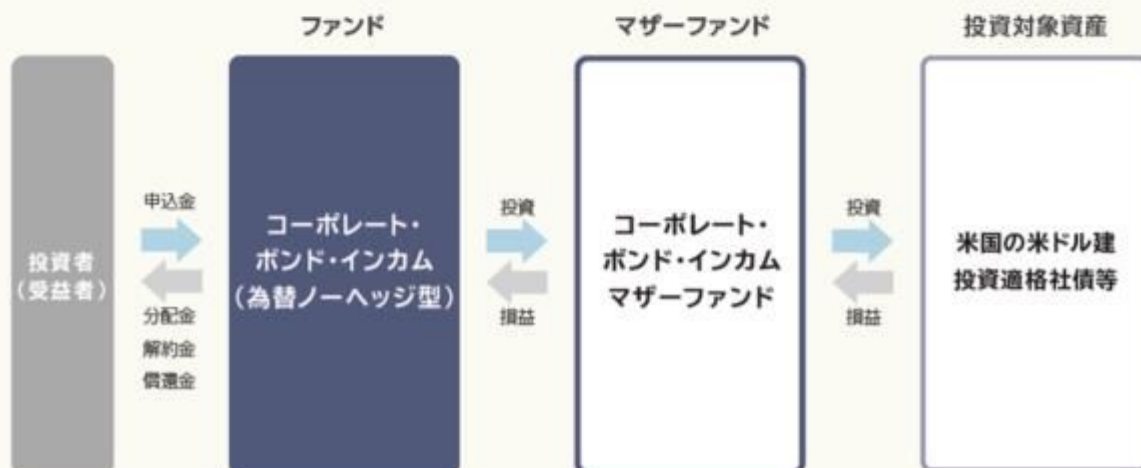 ファンド
マザーファンド
投資対象資産
投資者
（受益者）
申込金
分配金
解約金
償還金
コーポレート・
ボンド・インカム
（為替ノーヘッジ型）
投資
損益
コーポレート・
ボンド・インカム
マザーファンド
投資
損益
米国の米ドル建
投資適格社債等